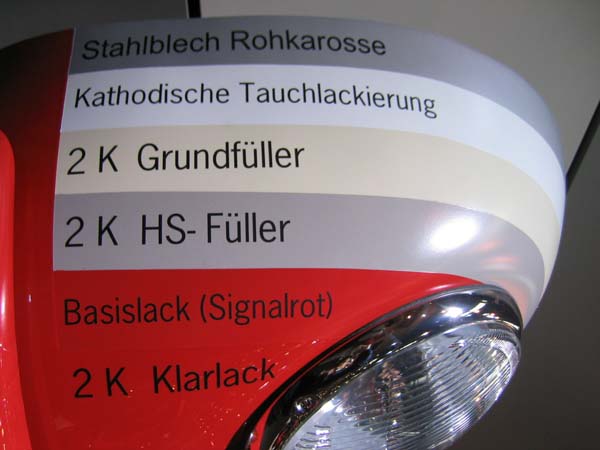 Stahlblech Rohkarosse
Kathodische Tauchlackierung
2 K Grundfüller
2 K HS- Füller
Basislack (Signalrot)
2 K Klarlack